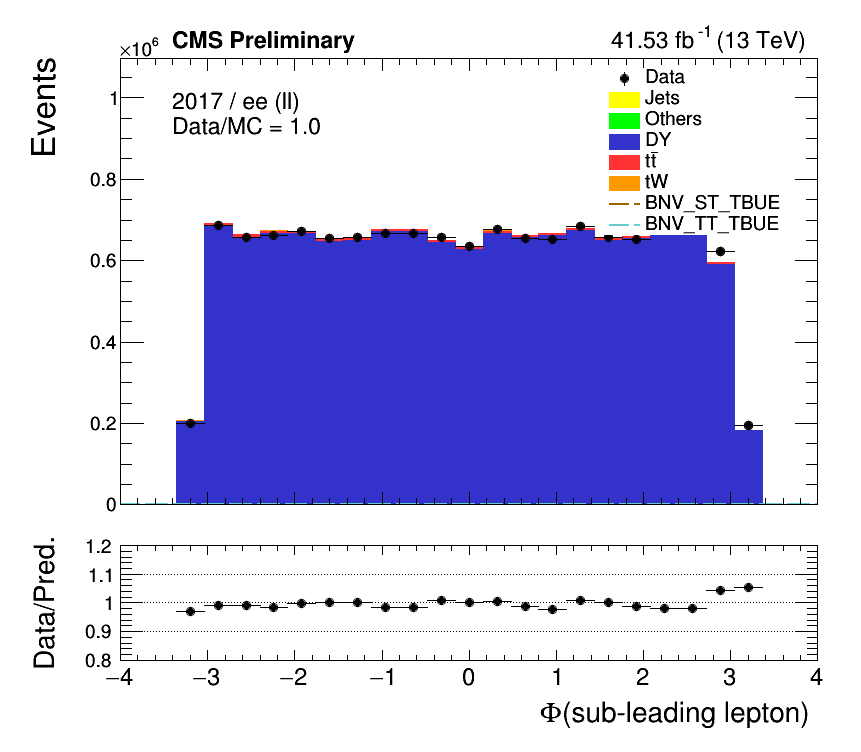 ×10⁶ CMS Preliminary 41.53 fb⁻¹ (13 TeV)
Events
2017 / ee (ll)
Data/MC = 1.0
Data
Jets
Others
DY
tt̄
tW
BNV_ST_TBUE
BNV_TT_TBUE
1
0.8
0.6
0.4
0.2
0
Data/Pred.
1.2
1.1
1
0.9
0.8
−4 −3 −2 −1 0 1 2 3 4
Φ(sub-leading lepton)